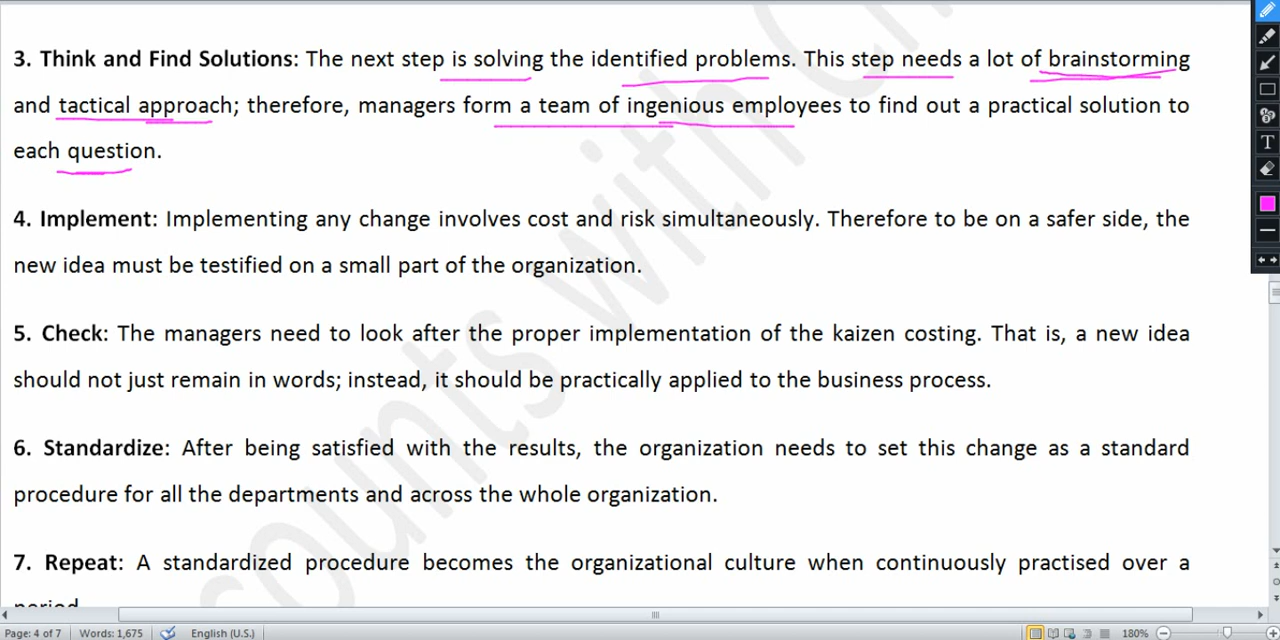 3. Think and Find Solutions: The next step is solving the identified problems. This step needs a lot of brainstorming
and tactical approach; therefore, managers form a team of ingenious employees to find out a practical solution to
each question.
4. Implement: Implementing any change involves cost and risk simultaneously. Therefore to be on a safer side, the
new idea must be testified on a small part of the organization.
5. Check: The managers need to look after the proper implementation of the kaizen costing. That is, a new idea
should not just remain in words; instead, it should be practically applied to the business process.
6. Standardize: After being satisfied with the results, the organization needs to set this change as a standard
procedure for all the departments and across the whole organization.
7. Repeat: A standardized procedure becomes the organizational culture when continuously practised over a
period.
Page: 4 of 7 Words: 1,675 English (U.S.) 180%